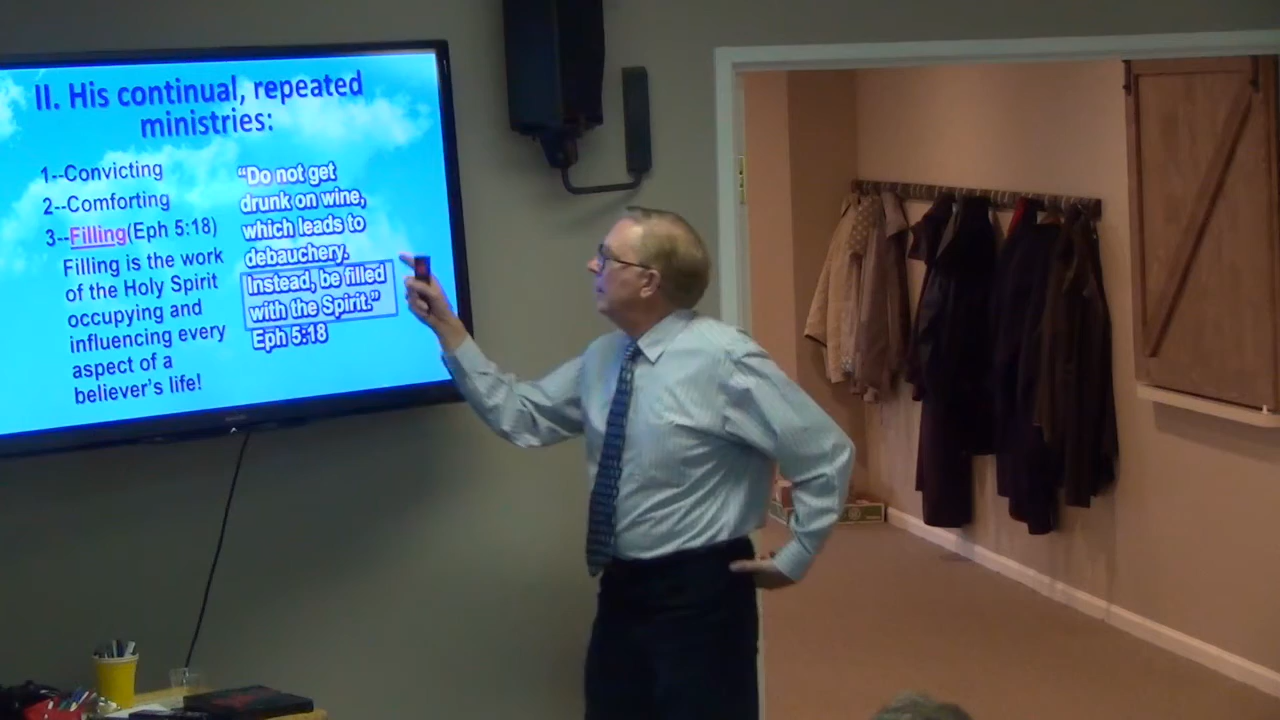 II. His continual, repeated
ministries:
1--Convicting
2--Comforting
3--Filling(Eph 5:18)
Filling is the work
of the Holy Spirit
occupying and
influencing every
aspect of a
believer's life!
“Do not get
drunk on wine,
which leads to
debauchery.
Instead, be filled
with the Spirit.”
Eph 5:18